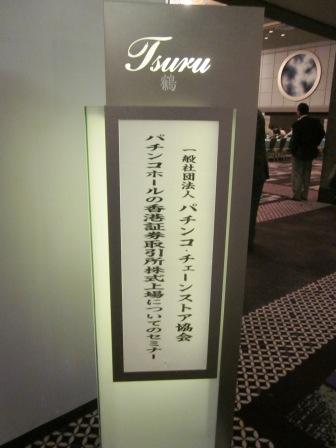 Tsuru
鶴
一般社団法人 パチンコ・チェーンストア協会
パチンコホールの香港証券取引所株式上場についてのセミナー